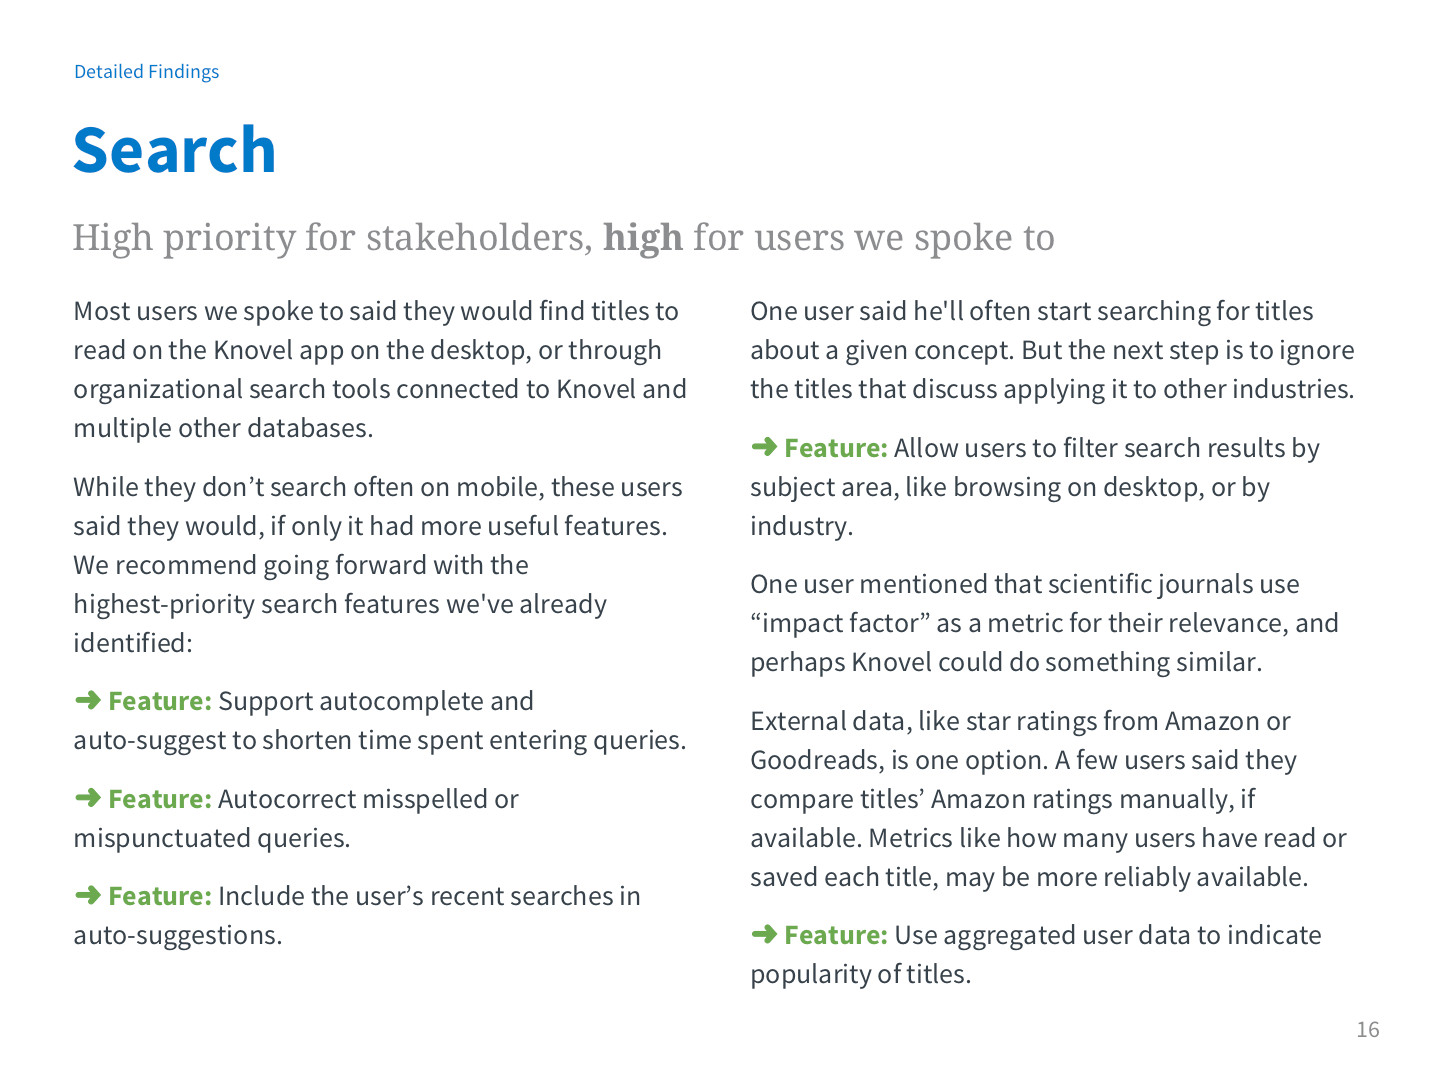 Detailed Findings
Search
High priority for stakeholders, high for users we spoke to
Most users we spoke to said they would find titles to
read on the Knovel app on the desktop, or through
organizational search tools connected to Knovel and
multiple other databases.
While they don’t search often on mobile, these users
said they would, if only it had more useful features.
We recommend going forward with the
highest-priority search features we've already
identified:
➜ Feature: Support autocomplete and
auto-suggest to shorten time spent entering queries.
➜ Feature: Autocorrect misspelled or
mispunctuated queries.
➜ Feature: Include the user’s recent searches in
auto-suggestions.
One user said he'll often start searching for titles
about a given concept. But the next step is to ignore
the titles that discuss applying it to other industries.
➜ Feature: Allow users to filter search results by
subject area, like browsing on desktop, or by
industry.
One user mentioned that scientific journals use
“impact factor” as a metric for their relevance, and
perhaps Knovel could do something similar.
External data, like star ratings from Amazon or
Goodreads, is one option. A few users said they
compare titles’ Amazon ratings manually, if
available. Metrics like how many users have read or
saved each title, may be more reliably available.
➜ Feature: Use aggregated user data to indicate
popularity of titles.
16